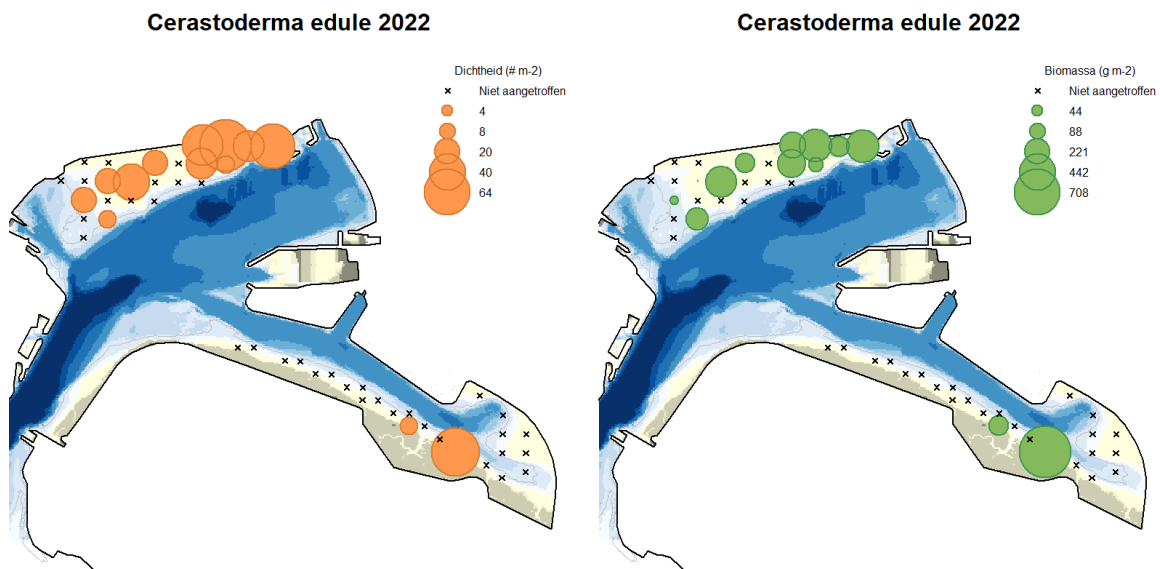 Cerastoderma edule 2022
Dichtheid (# m-2)
Niet aangetroffen
4
8
20
40
64
Cerastoderma edule 2022
Biomassa (g m-2)
Niet aangetroffen
44
88
221
442
708